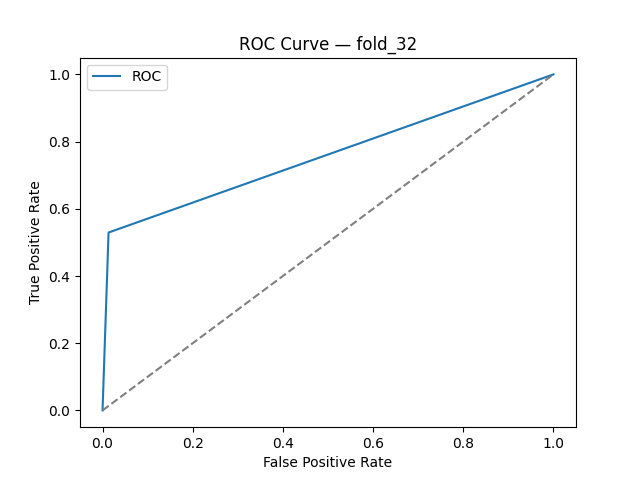 ROC Curve — fold_32
ROC
True Positive Rate
1.0
0.8
0.6
0.4
0.2
0.0
0.0 0.2 0.4 0.6 0.8 1.0
False Positive Rate